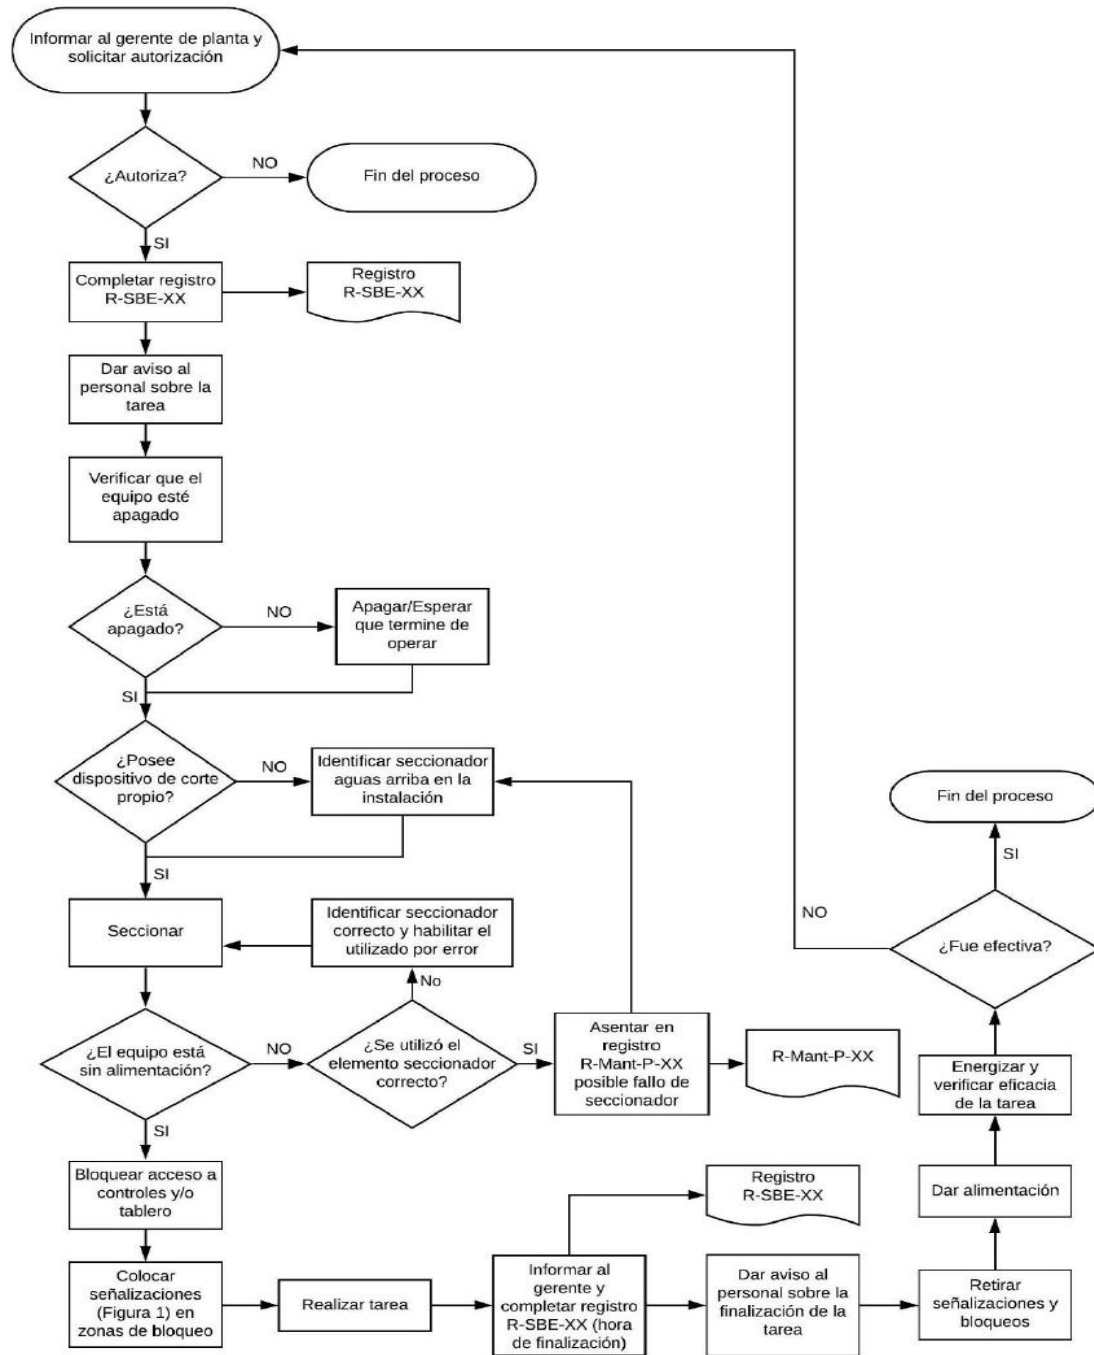 Informar al gerente de planta y
solicitar autorización
¿Autoriza?
NO
Fin del proceso
SI
Completar registro
R-SBE-XX
Registro
R-SBE-XX
Dar aviso al
personal sobre la
tarea
Verificar que el
equipo esté
apagado
¿Está
apagado?
NO
Apagar/Esperar
que termine de
operar
SI
¿Posee
dispositivo de corte
propio?
NO
Identificar seccionador
aguas arriba en la
instalación
SI
Seccionar
Identificar seccionador
correcto y habilitar el
utilizado por error
No
¿El equipo está
sin alimentación?
NO
¿Se utilizó el
elemento seccionador
correcto?
SI
Asentar en
registro
R-Mant-P-XX
posible fallo de
seccionador
R-Mant-P-XX
SI
Bloquear acceso a
controles y/o
tablero
Colocar
señalizaciones
(Figura 1) en
zonas de bloqueo
Realizar tarea
Informar al
gerente y
completar registro
R-SBE-XX (hora
de finalización)
Registro
R-SBE-XX
Dar aviso al
personal sobre la
finalización de la
tarea
Retirar
señalizaciones y
bloqueos
Dar alimentación
Energizar y
verificar eficacia
de la tarea
¿Fue efectiva?
NO
SI
Fin del proceso